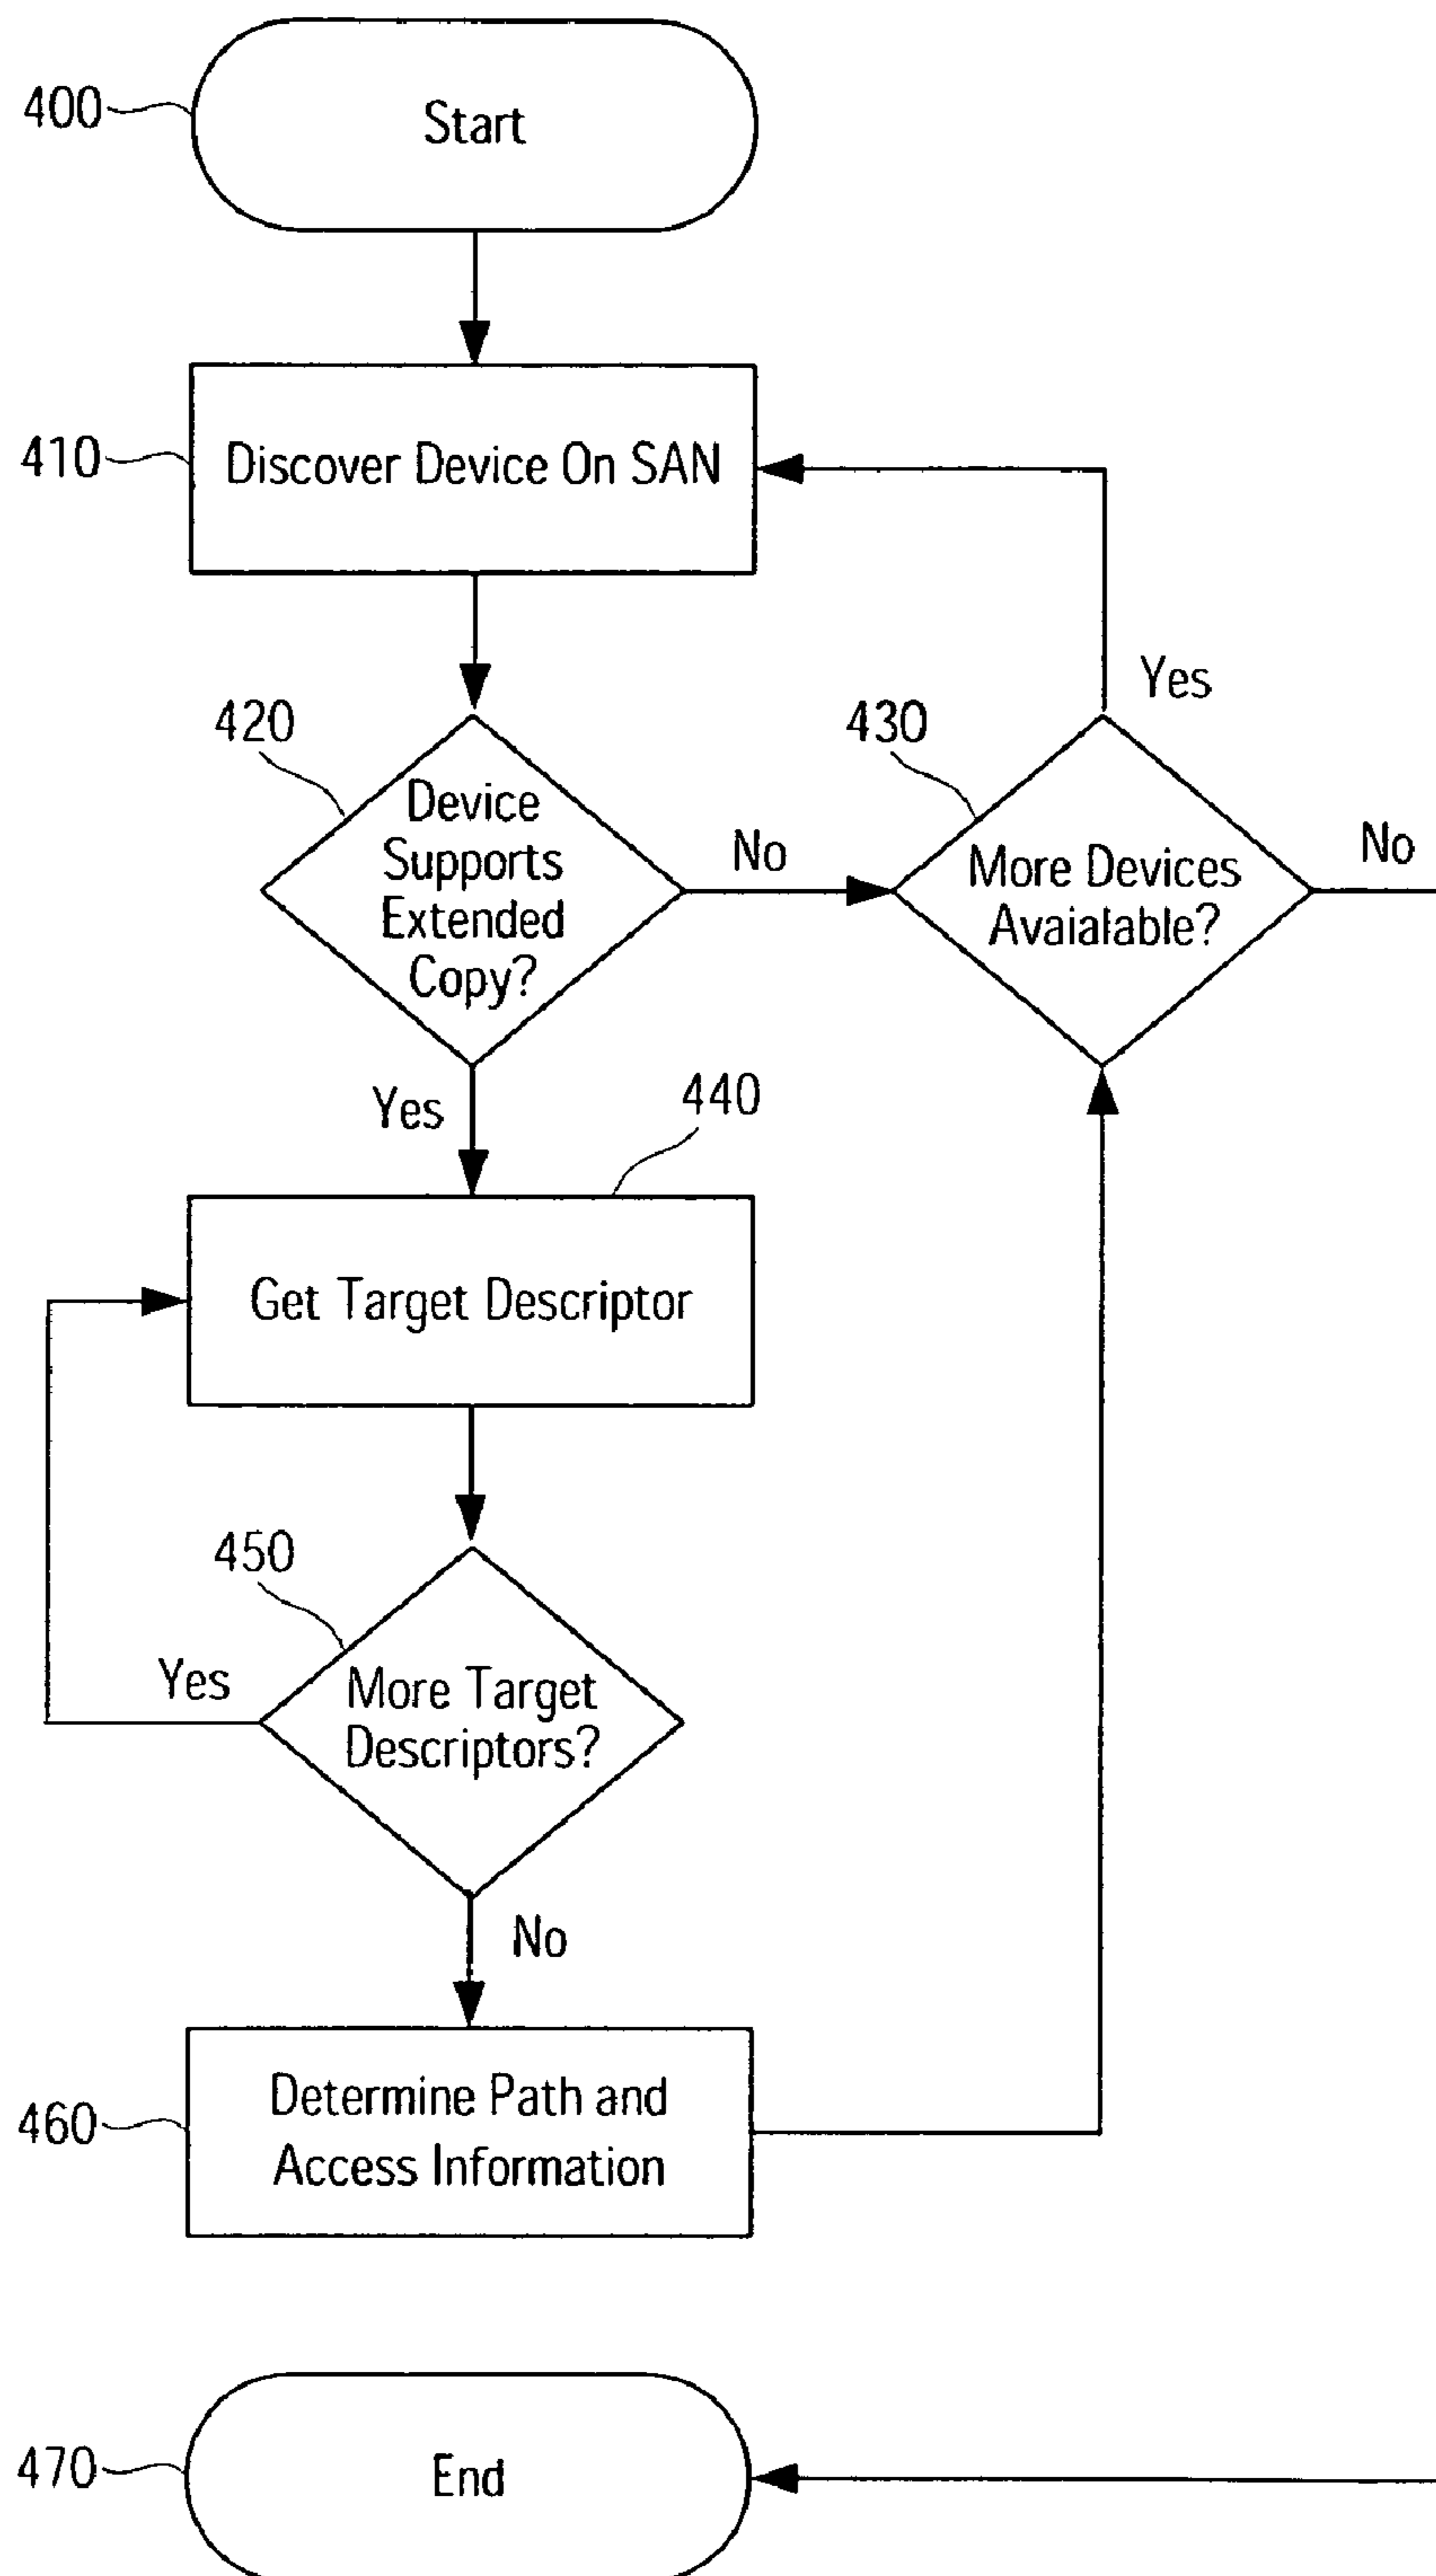 400
Start
410
Discover Device On SAN
Yes
420
430
Device
Supports
Extended
Copy?
No
More Devices
Avaialable?
No
Yes
440
Get Target Descriptor
450
Yes
More Target
Descriptors?
No
460
Determine Path and
Access Information
470
End